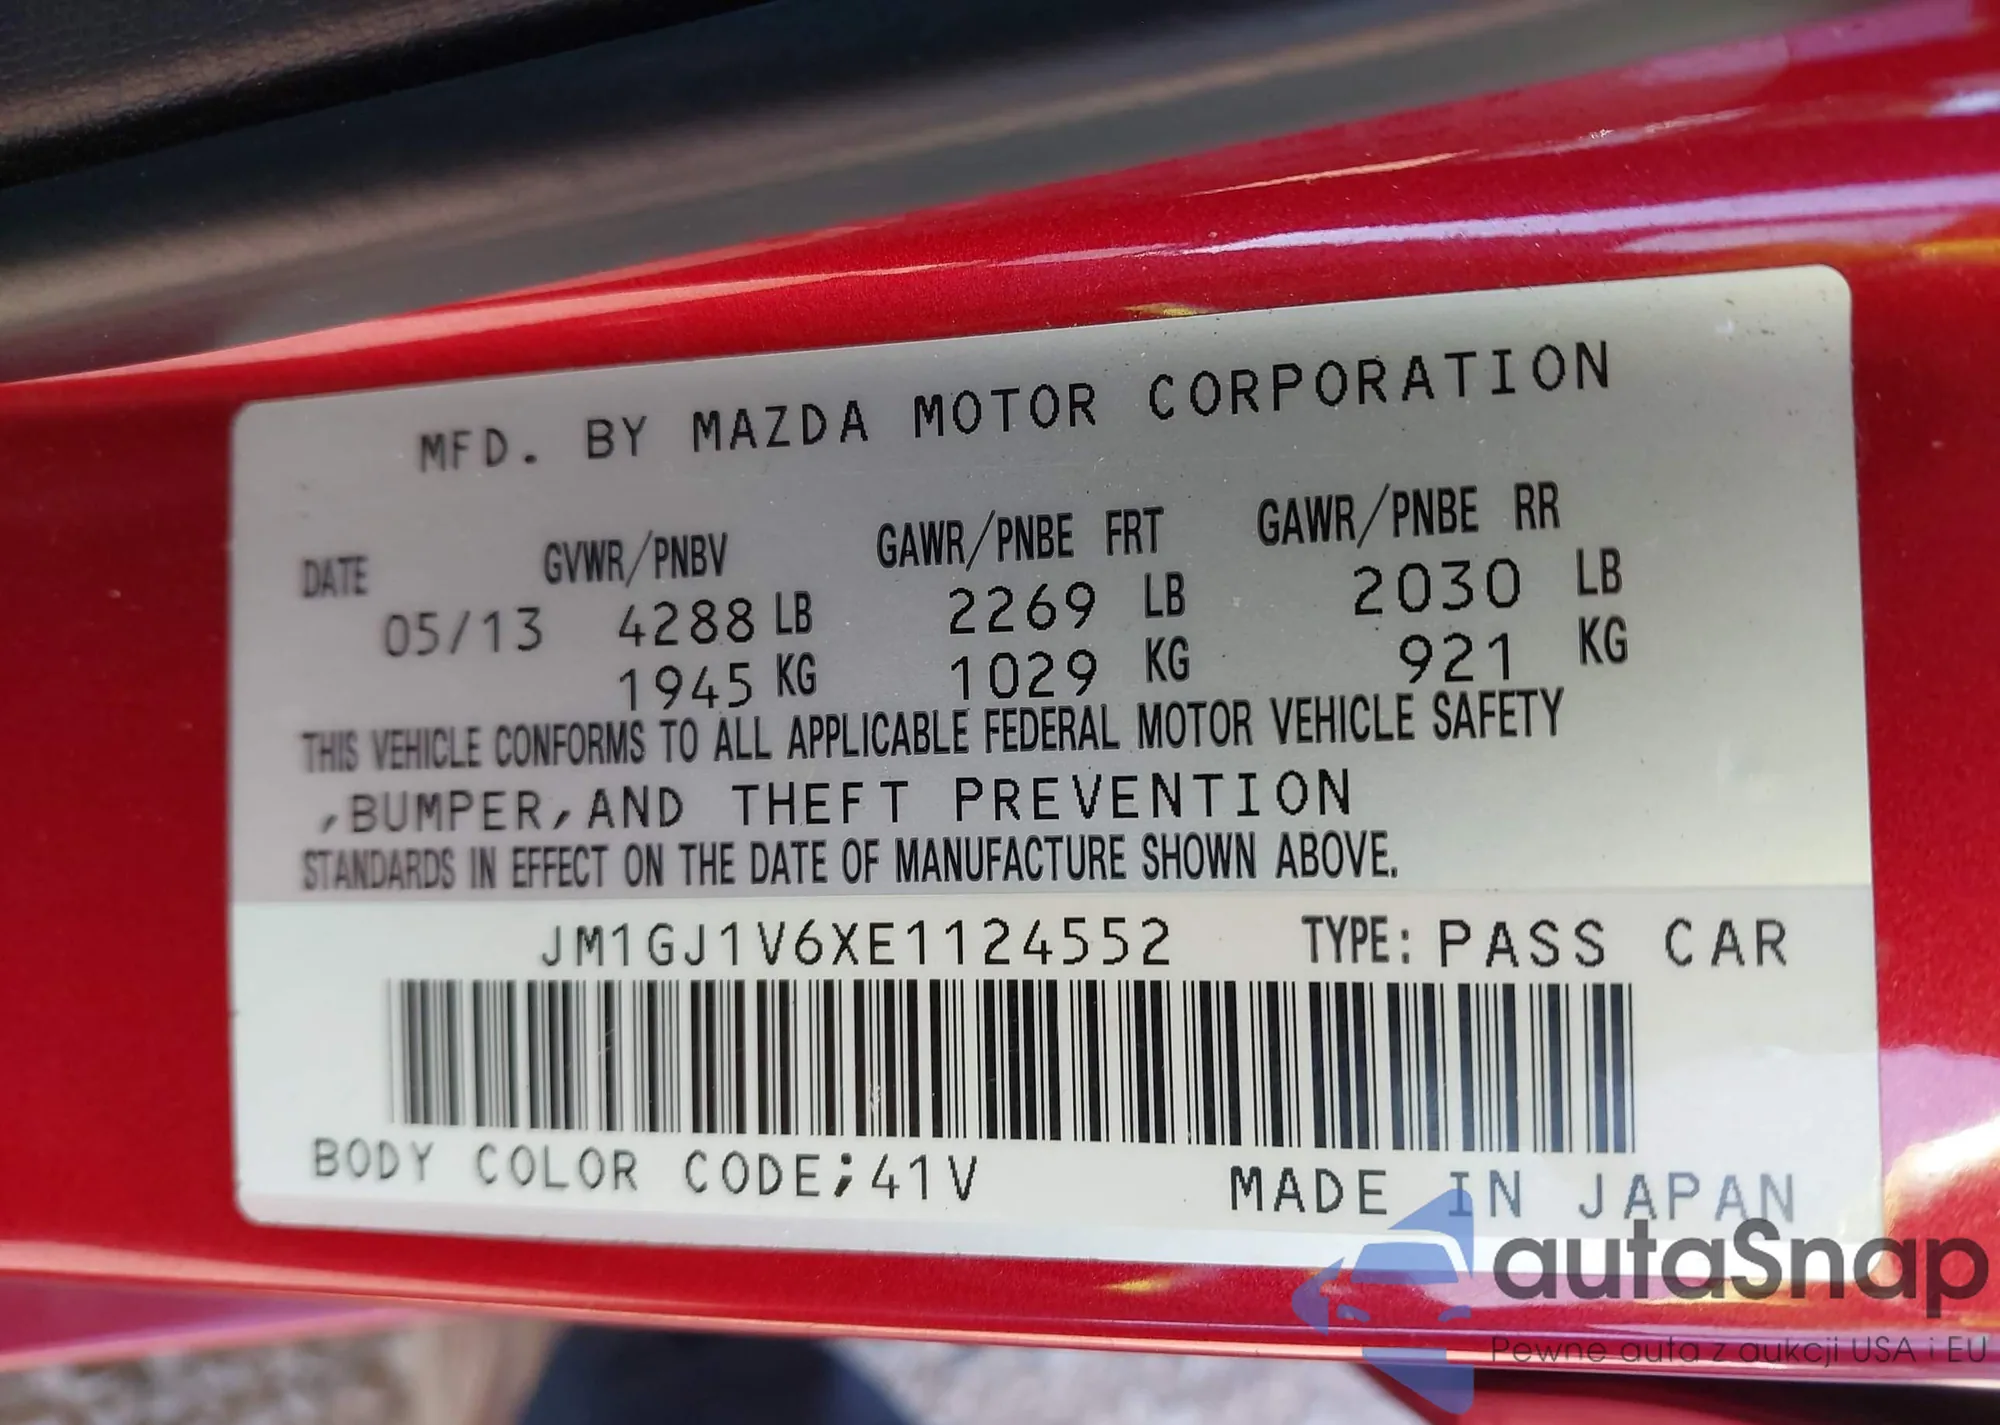 MFD. BY MAZDA MOTOR CORPORATION
DATE GVWR/PNBV GAWR/PNBE FRT GAWR/PNBE RR
05/13 4288 LB 2269 LB 2030 LB
1945 KG 1029 KG 921 KG
THIS VEHICLE CONFORMS TO ALL APPLICABLE FEDERAL MOTOR VEHICLE SAFETY
,BUMPER,AND THEFT PREVENTION
STANDARDS IN EFFECT ON THE DATE OF MANUFACTURE SHOWN ABOVE.
JM1GJ1V6XE1124552 TYPE: PASS CAR
BODY COLOR CODE;41V MADE IN JAPAN
autaSnap
Pewne auta z aukcji USA i EU